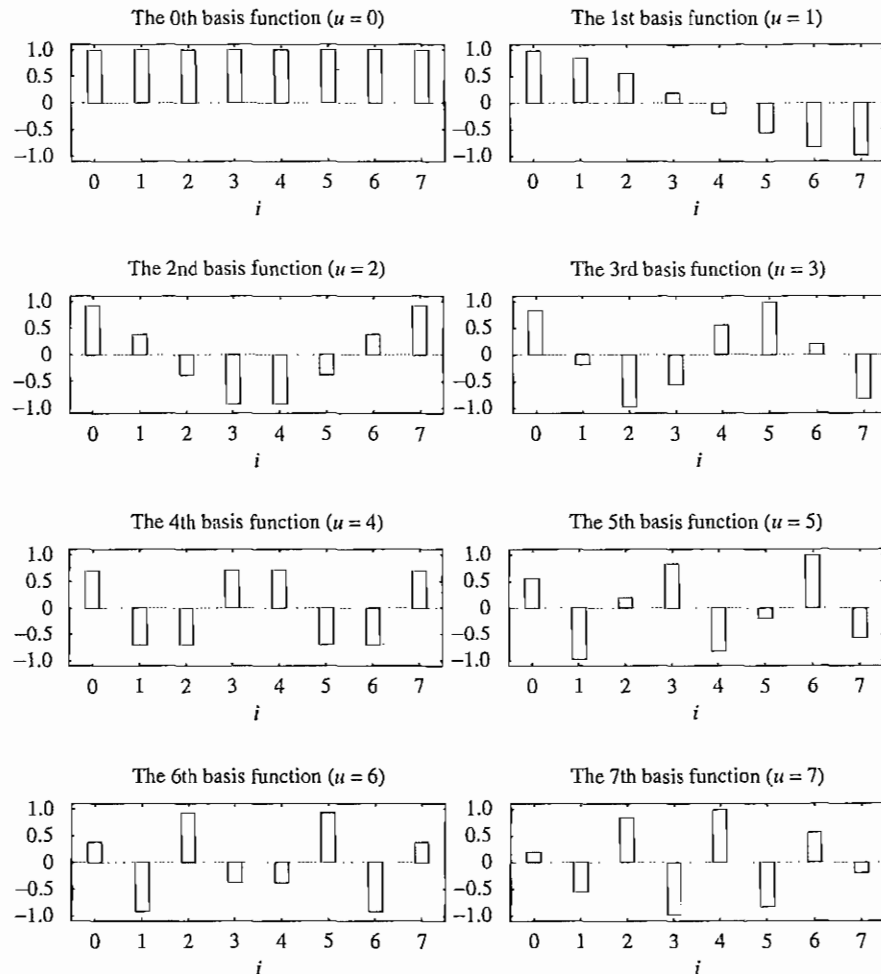 The 0th basis function (u = 0)
1.0
0.5
0
−0.5
−1.0
0 1 2 3 4 5 6 7
i
The 1st basis function (u = 1)
1.0
0.5
0
−0.5
−1.0
0 1 2 3 4 5 6 7
i
The 2nd basis function (u = 2)
1.0
0.5
0
−0.5
−1.0
0 1 2 3 4 5 6 7
i
The 3rd basis function (u = 3)
1.0
0.5
0
−0.5
−1.0
0 1 2 3 4 5 6 7
i
The 4th basis function (u = 4)
1.0
0.5
0
−0.5
−1.0
0 1 2 3 4 5 6 7
i
The 5th basis function (u = 5)
1.0
0.5
0
−0.5
−1.0
0 1 2 3 4 5 6 7
i
The 6th basis function (u = 6)
1.0
0.5
0
−0.5
−1.0
0 1 2 3 4 5 6 7
i
The 7th basis function (u = 7)
1.0
0.5
0
−0.5
−1.0
0 1 2 3 4 5 6 7
i